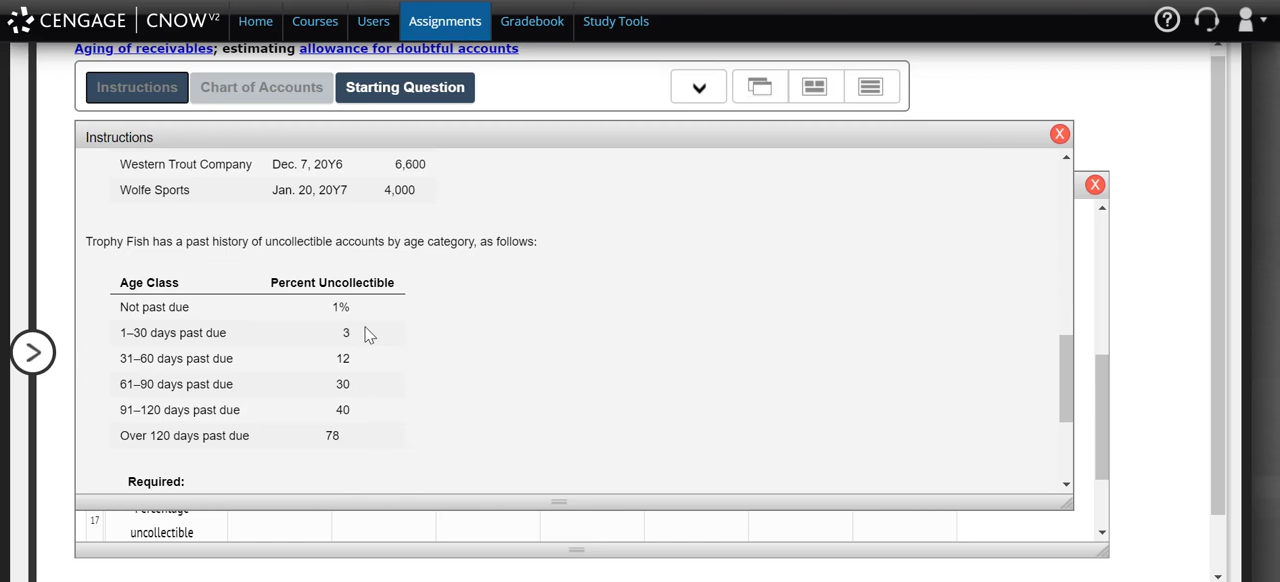 CENGAGE CNOWV2 Home Courses Users Assignments Gradebook Study Tools
Aging of receivables; estimating allowance for doubtful accounts
Instructions Chart of Accounts Starting Question
Instructions X
X
Western Trout Company Dec. 7, 20Y6 6,600
Wolfe Sports Jan. 20, 20Y7 4,000
Trophy Fish has a past history of uncollectible accounts by age category, as follows:
Age Class Percent Uncollectible
Not past due 1%
1–30 days past due 3
31–60 days past due 12
61–90 days past due 30
91–120 days past due 40
Over 120 days past due 78
Required:
17
uncollectible